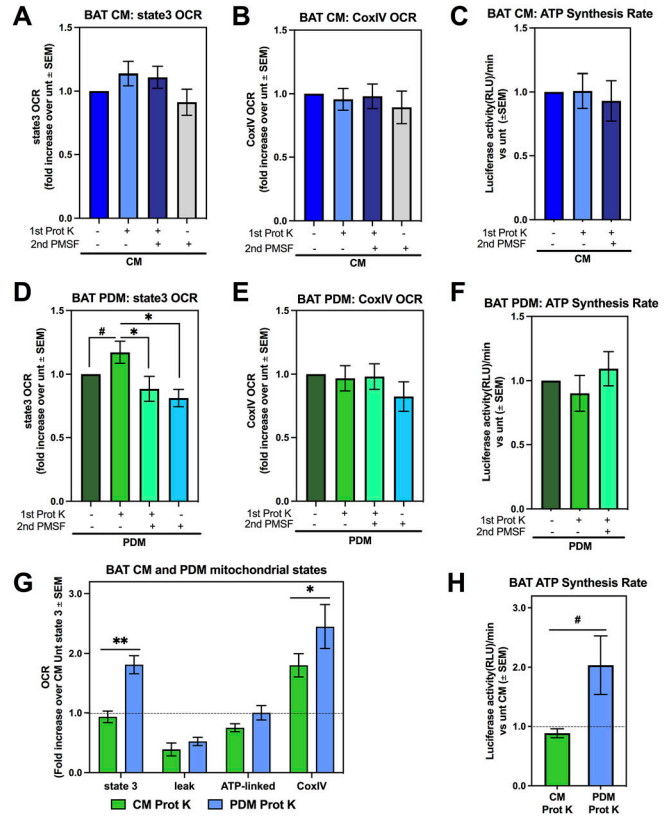 A
BAT CM: state3 OCR
state3 OCR
(fold increase over unt ± SEM)
1.5
1.0
0.5
0.0
1st Prot K - + + -
2nd PMSF - - + +
CM
B
BAT CM: CoxIV OCR
CoxIV OCR
(fold increase over unt ± SEM)
1.5
1.0
0.5
0.0
1st Prot K - + + -
2nd PMSF - - + +
CM
C
BAT CM: ATP Synthesis Rate
Luciferase activity(RLU)/min
vs unt (±SEM)
1.5
1.0
0.5
0.0
1st Prot K - + +
2nd PMSF - - +
CM
D
BAT PDM: state3 OCR
state3 OCR
(fold increase over unt ± SEM)
1.5
1.0
0.5
0.0
# * *
1st Prot K - + + -
2nd PMSF - - + +
PDM
E
BAT PDM: CoxIV OCR
CoxIV OCR
(fold increase over unt ± SEM)
1.5
1.0
0.5
0.0
1st Prot K - + + -
2nd PMSF - - + +
PDM
F
BAT PDM: ATP Synthesis Rate
Luciferase activity(RLU)/min
vs unt (± SEM)
1.5
1.0
0.5
0.0
1st Prot K - + +
2nd PMSF - - +
PDM
G
BAT CM and PDM mitochondrial states
OCR
(Fold increase over CM Unt state 3 ± SEM)
3.0
2.0
1.0
0.0
** *
state 3 leak ATP-linked CoxIV
CM Prot K PDM Prot K
H
BAT ATP Synthesis Rate
Luciferase activity(RLU)/min
vs unt CM (± SEM)
3.0
2.0
1.0
0.0
#
CM PDM
Prot K Prot K